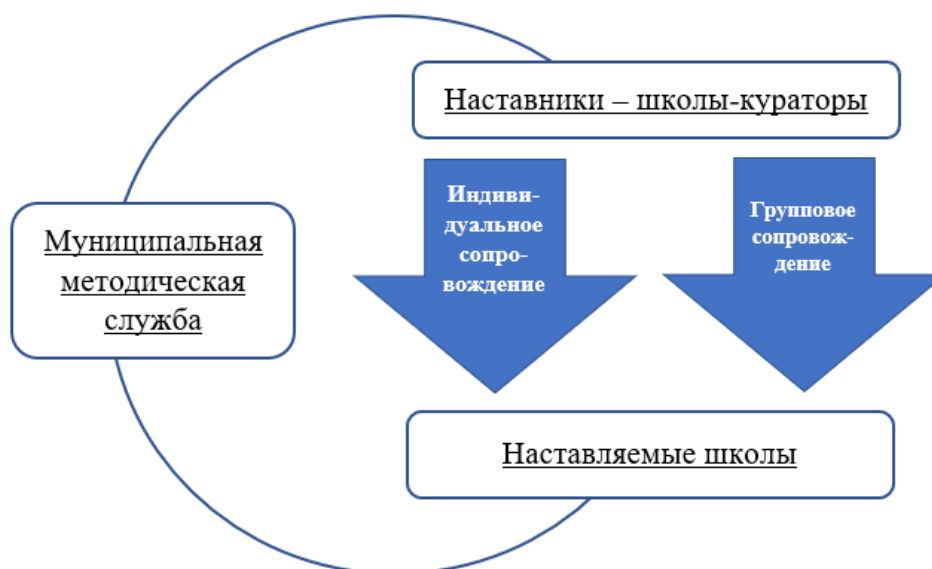 Наставники – школы-кураторы
Индиви-
дуальное
сопро-
вождение
Групповое
сопровож-
дение
Муниципальная
методическая
служба
Наставляемые школы